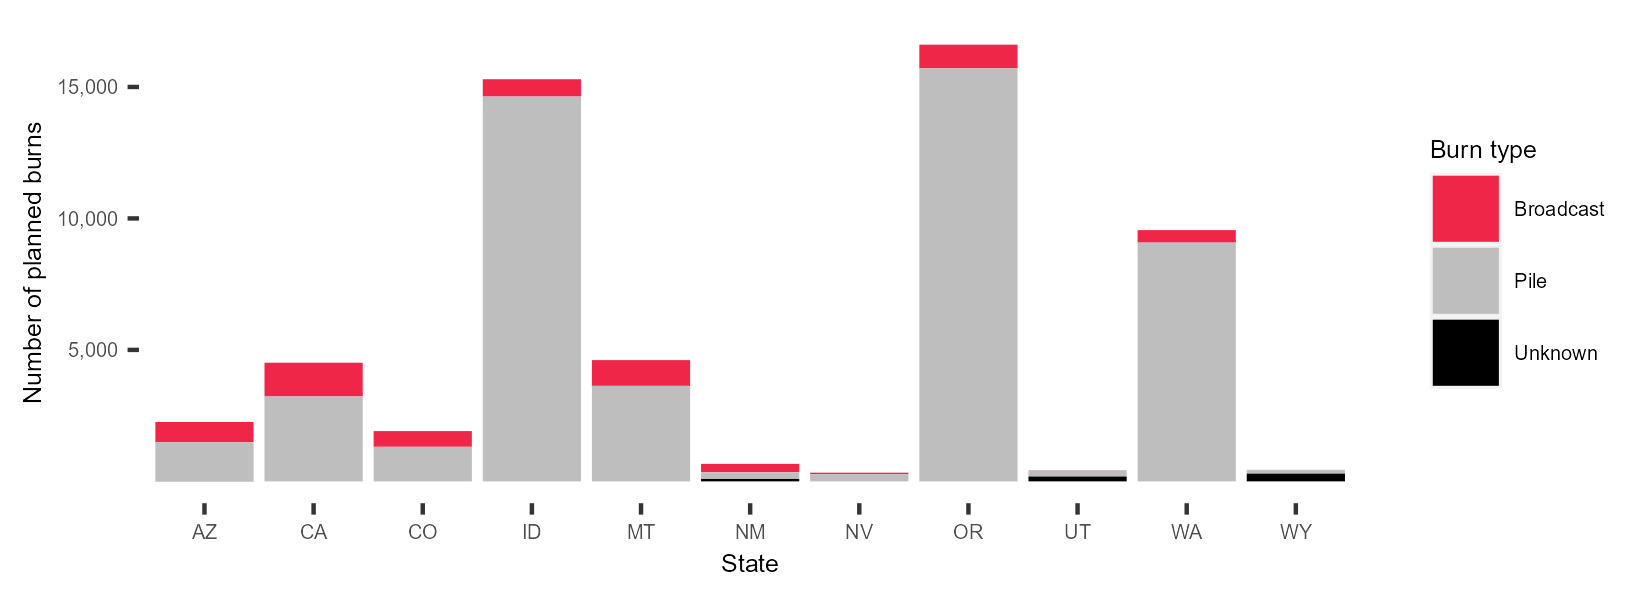 Number of planned burns
15,000
10,000
5,000
AZ CA CO ID MT NM NV OR UT WA WY
State
Burn type
Broadcast
Pile
Unknown